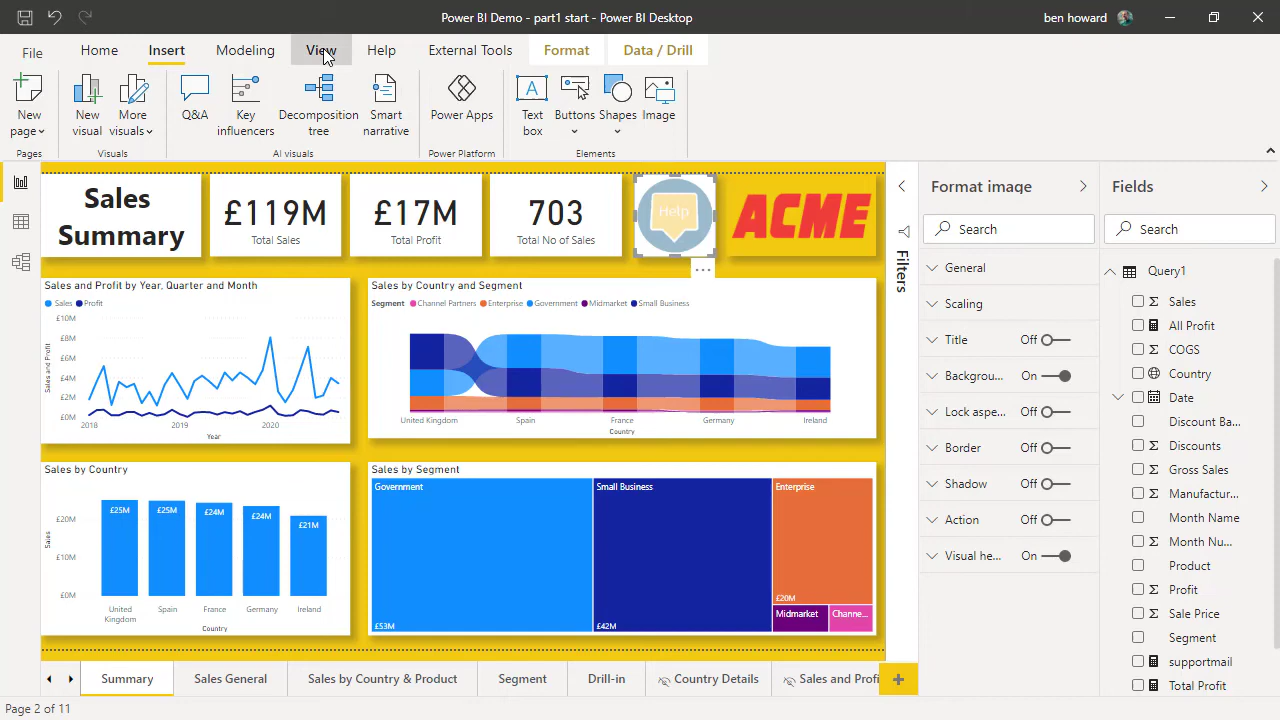 Power BI Demo - part1 start - Power BI Desktop
ben howard
File
Home
Insert
Modeling
View
Help
External Tools
Format
Data / Drill
New
page
New
visual
More
visuals
Q&A
Key
influencers
Decomposition
tree
Smart
narrative
Power Apps
Text
box
Buttons
Shapes
Image
Pages
Visuals
AI visuals
Power Platform
Elements
Sales
Summary
£119M
Total Sales
£17M
Total Profit
703
Total No of Sales
Help
ACME
Sales and Profit by Year, Quarter and Month
Sales
Profit
£10M
£8M
£6M
£4M
£2M
£0M
Sales and Profit
2018
2019
2020
Year
Sales by Country and Segment
Segment
Channel Partners
Enterprise
Government
Midmarket
Small Business
United Kingdom
Spain
France
Germany
Ireland
Country
Sales by Country
£20M
£10M
£0M
Sales
£25M
£25M
£24M
£24M
£21M
United
Kingdom
Spain
France
Germany
Ireland
Country
Sales by Segment
Government
£53M
Small Business
£42M
Enterprise
£20M
Midmarket
Channe...
Filters
Format image
Search
General
Scaling
Title
Off
Backgrou...
On
Lock aspe...
Off
Border
Off
Shadow
Off
Action
Off
Visual he...
On
Fields
Search
Query1
Sales
All Profit
COGS
Country
Date
Discount Ba...
Discounts
Gross Sales
Manufactur...
Month Name
Month Nu...
Product
Profit
Sale Price
Segment
supportmail
Total Profit
Summary
Sales General
Sales by Country & Product
Segment
Drill-in
Country Details
Sales and Profi
Page 2 of 11